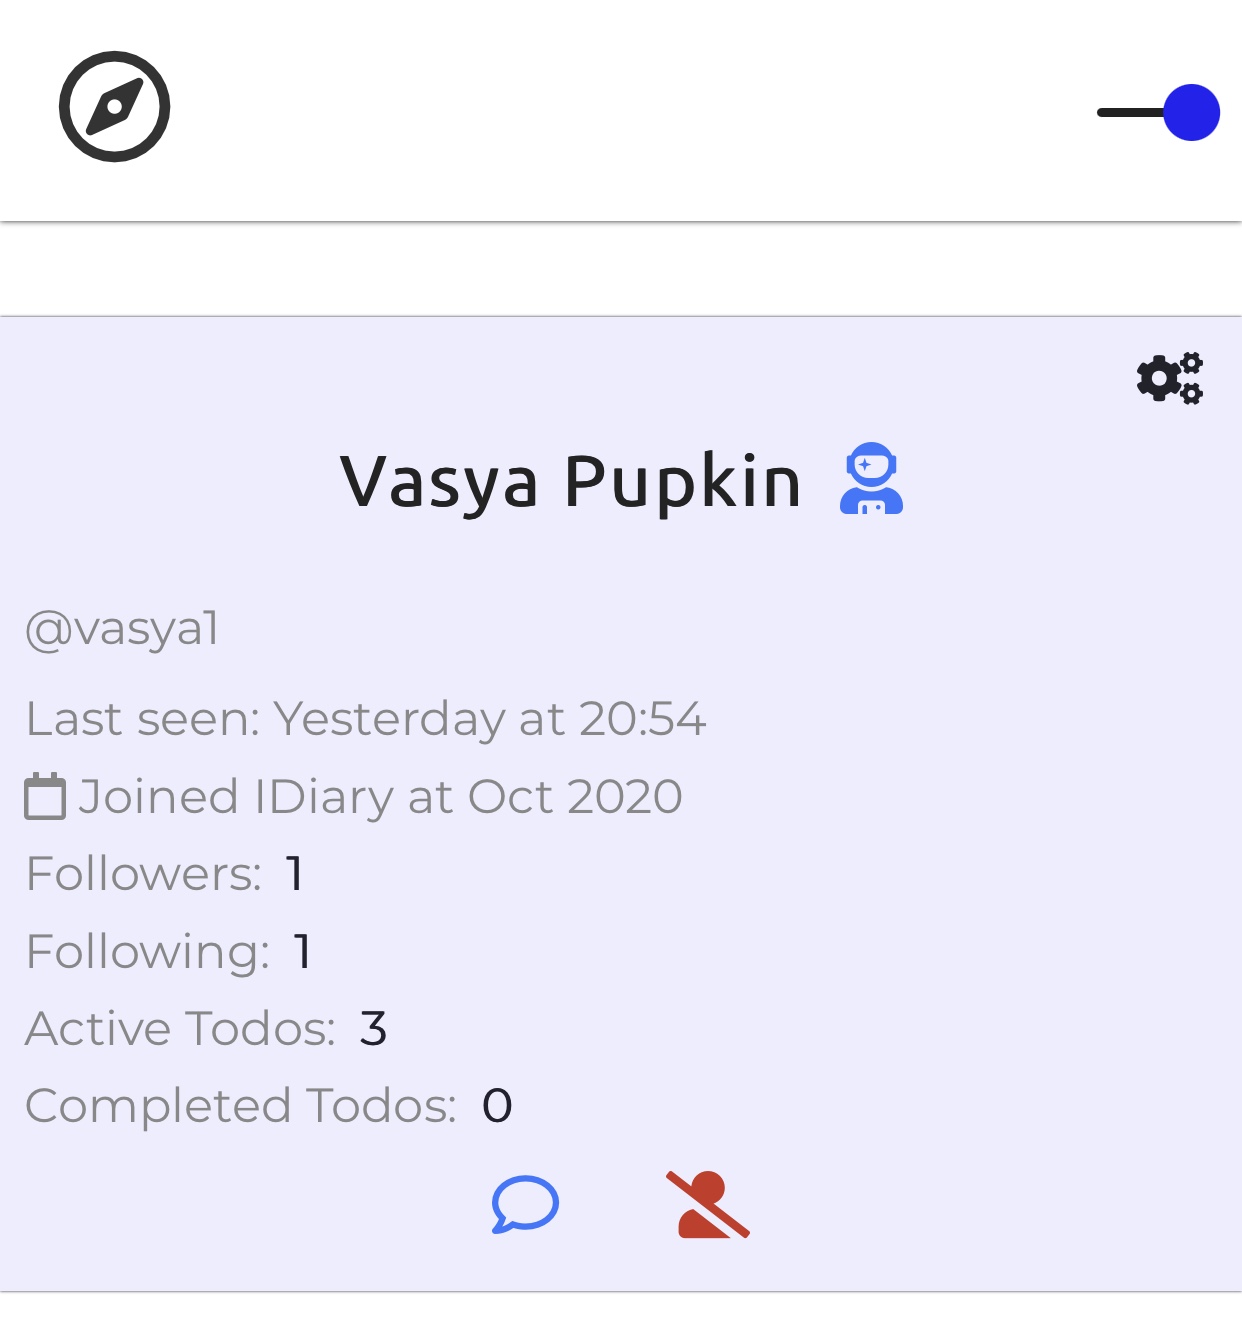 Vasya Pupkin
@vasya1
Last seen: Yesterday at 20:54
Joined IDiary at Oct 2020
Followers: 1
Following: 1
Active Todos: 3
Completed Todos: 0